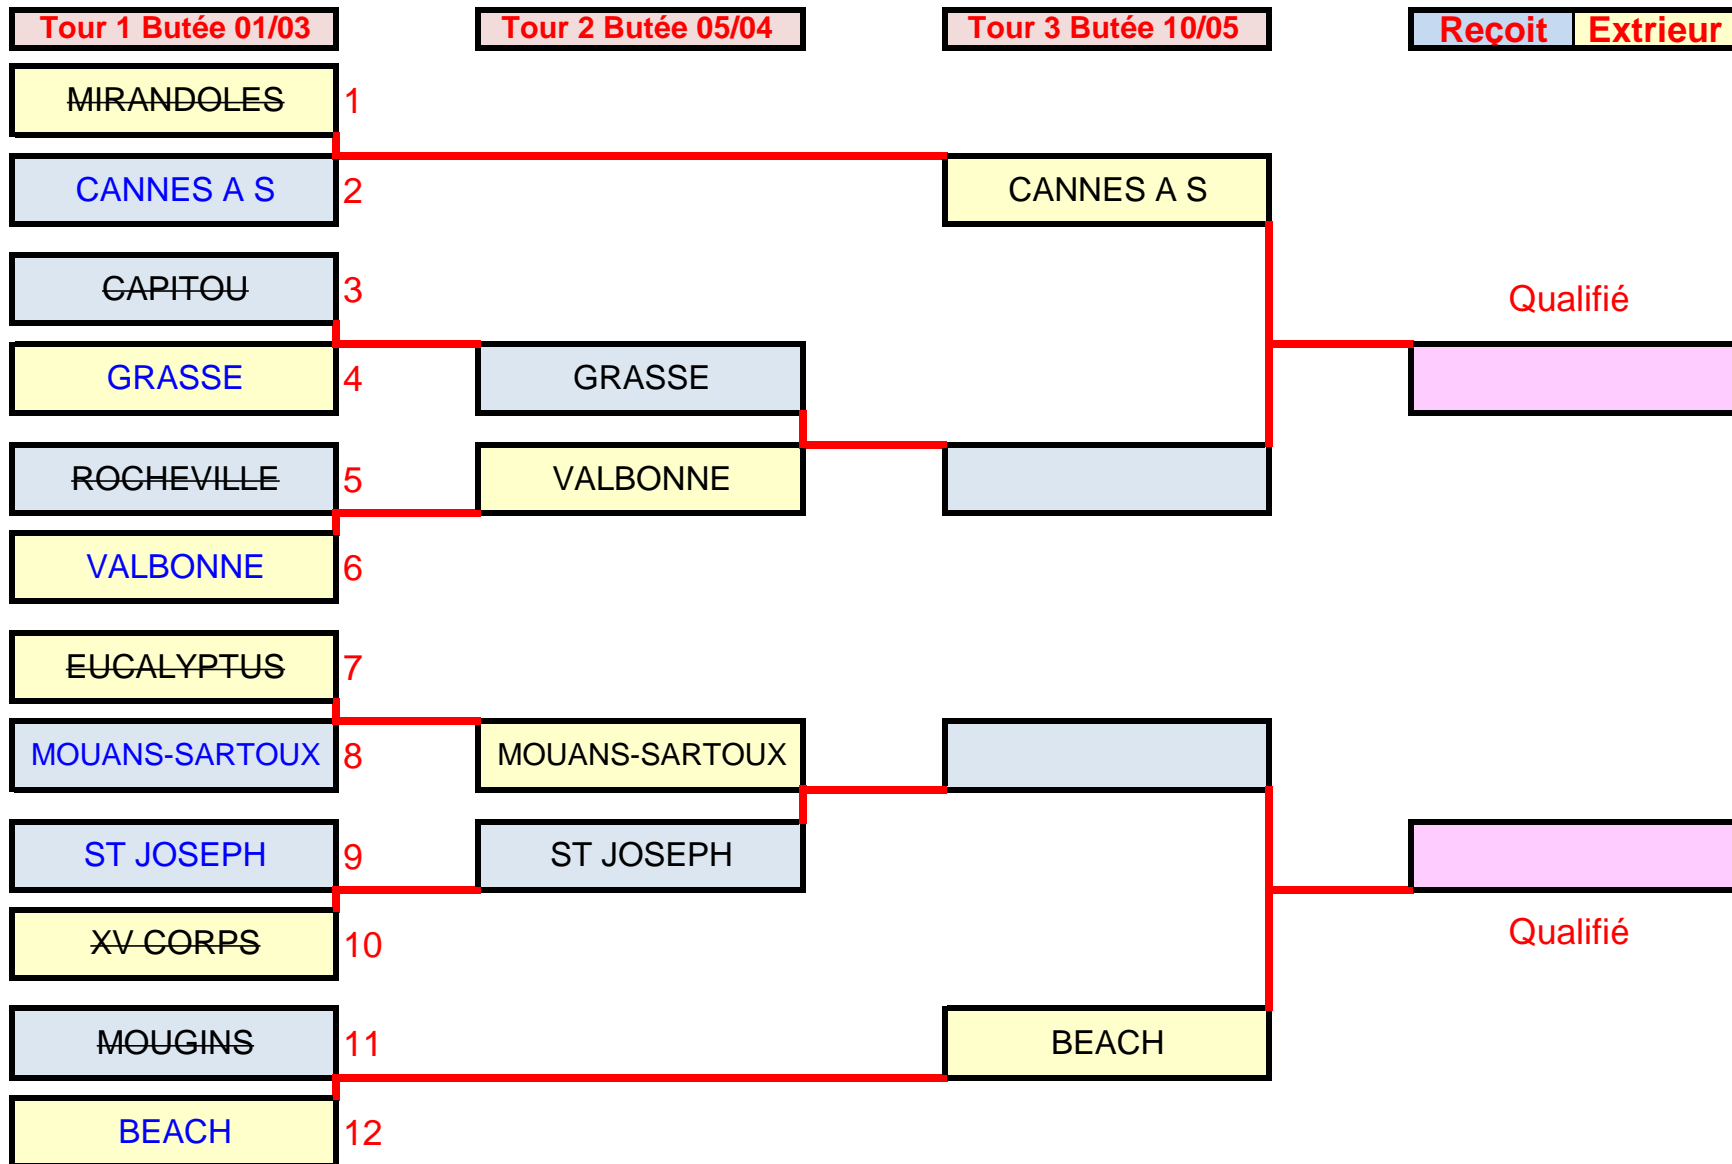 Tour 1 Butée 01/03 Tour 2 Butée 05/04 Tour 3 Butée 10/05 Reçoit Extrieur
MIRANDOLES 1
CANNES A S 2 CANNES A S
CAPITOU 3 Qualifié
GRASSE 4 GRASSE
ROCHEVILLE 5 VALBONNE
VALBONNE 6
EUCALYPTUS 7
MOUANS-SARTOUX 8 MOUANS-SARTOUX
ST JOSEPH 9 ST JOSEPH
XV CORPS 10 Qualifié
MOUGINS 11 BEACH
BEACH 12